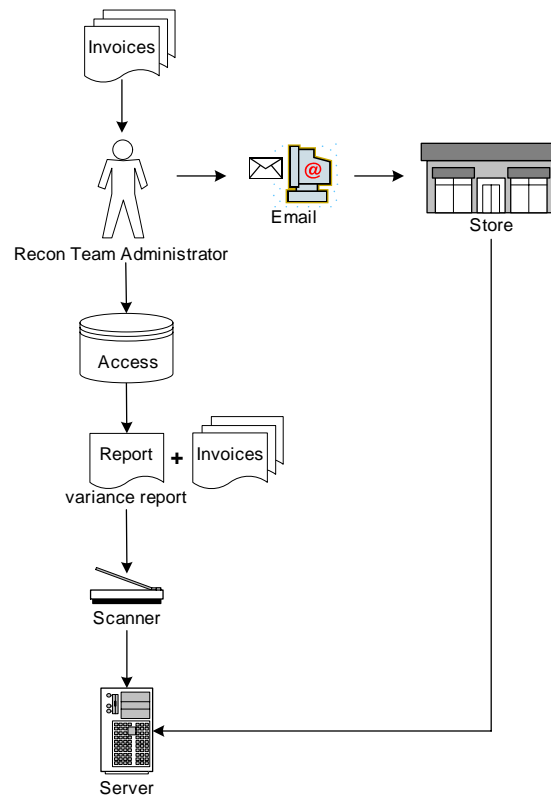 Invoices
@
Email
Store
Recon Team Administrator
Access
Report + Invoices
variance report
Scanner
Server